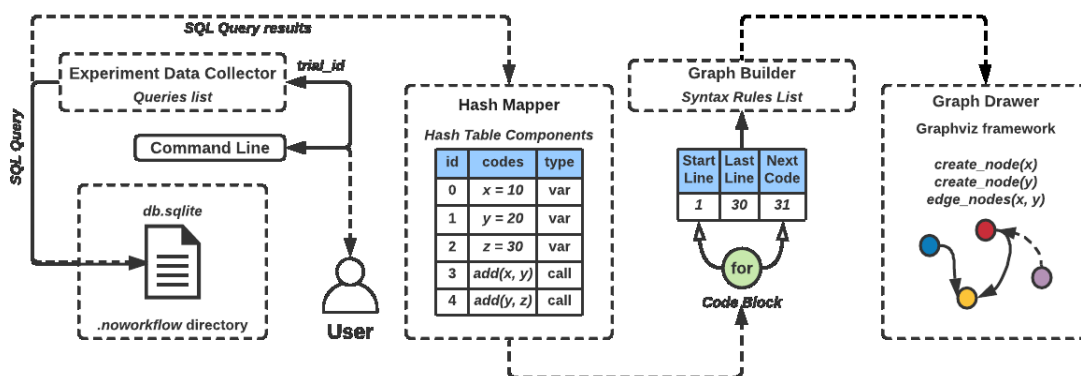 SQL Query results
Experiment Data Collector
Queries list
trial_id
Command Line
SQL Query
db.sqlite
.noworkflow directory
User
Hash Mapper
Hash Table Components
id codes type
0 x = 10 var
1 y = 20 var
2 z = 30 var
3 add(x, y) call
4 add(y, z) call
Graph Builder
Syntax Rules List
Start Last Next
Line Line Code
1 30 31
for
Code Block
Graph Drawer
Graphviz framework
create_node(x)
create_node(y)
edge_nodes(x, y)